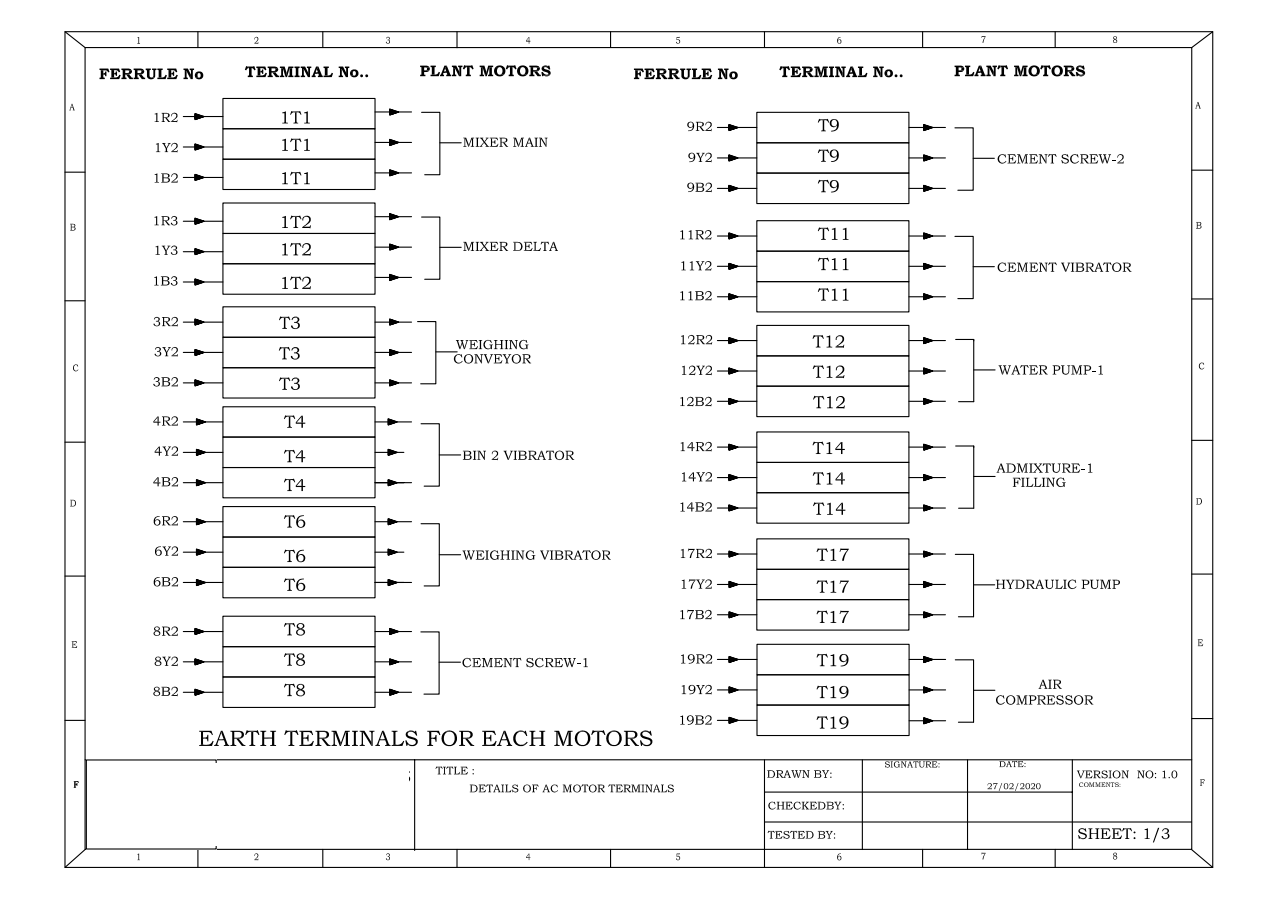 1 2 3 4 5 6 7 8
FERRULE No TERMINAL No.. PLANT MOTORS
1R2 1T1
1Y2 1T1 MIXER MAIN
1B2 1T1
1R3 1T2
1Y3 1T2 MIXER DELTA
1B3 1T2
3R2 T3
WEIGHING
3Y2 T3
CONVEYOR
3B2 T3
4R2 T4
4Y2 T4 BIN 2 VIBRATOR
4B2 T4
6R2 T6
6Y2 T6 WEIGHING VIBRATOR
6B2 T6
8R2 T8
8Y2 T8 CEMENT SCREW-1
8B2 T8
FERRULE No TERMINAL No.. PLANT MOTORS
9R2 T9
9Y2 T9 CEMENT SCREW-2
9B2 T9
11R2 T11
11Y2 T11 CEMENT VIBRATOR
11B2 T11
12R2 T12
12Y2 T12 WATER PUMP-1
12B2 T12
14R2 T14
ADMIXTURE-1
14Y2 T14 FILLING
14B2 T14
17R2 T17
17Y2 T17 HYDRAULIC PUMP
17B2 T17
19R2 T19
AIR
19Y2 T19
COMPRESSOR
19B2 T19
EARTH TERMINALS FOR EACH MOTORS
A
B
C
D
E
F
A
B
C
D
E
F
;
TITLE :
DETAILS OF AC MOTOR TERMINALS
SIGNATURE: DATE:
DRAWN BY: 27/02/2020
CHECKEDBY:
TESTED BY:
VERSION NO: 1.0
COMMENTS:
SHEET: 1/3
1 2 3 4 5 6 7 8